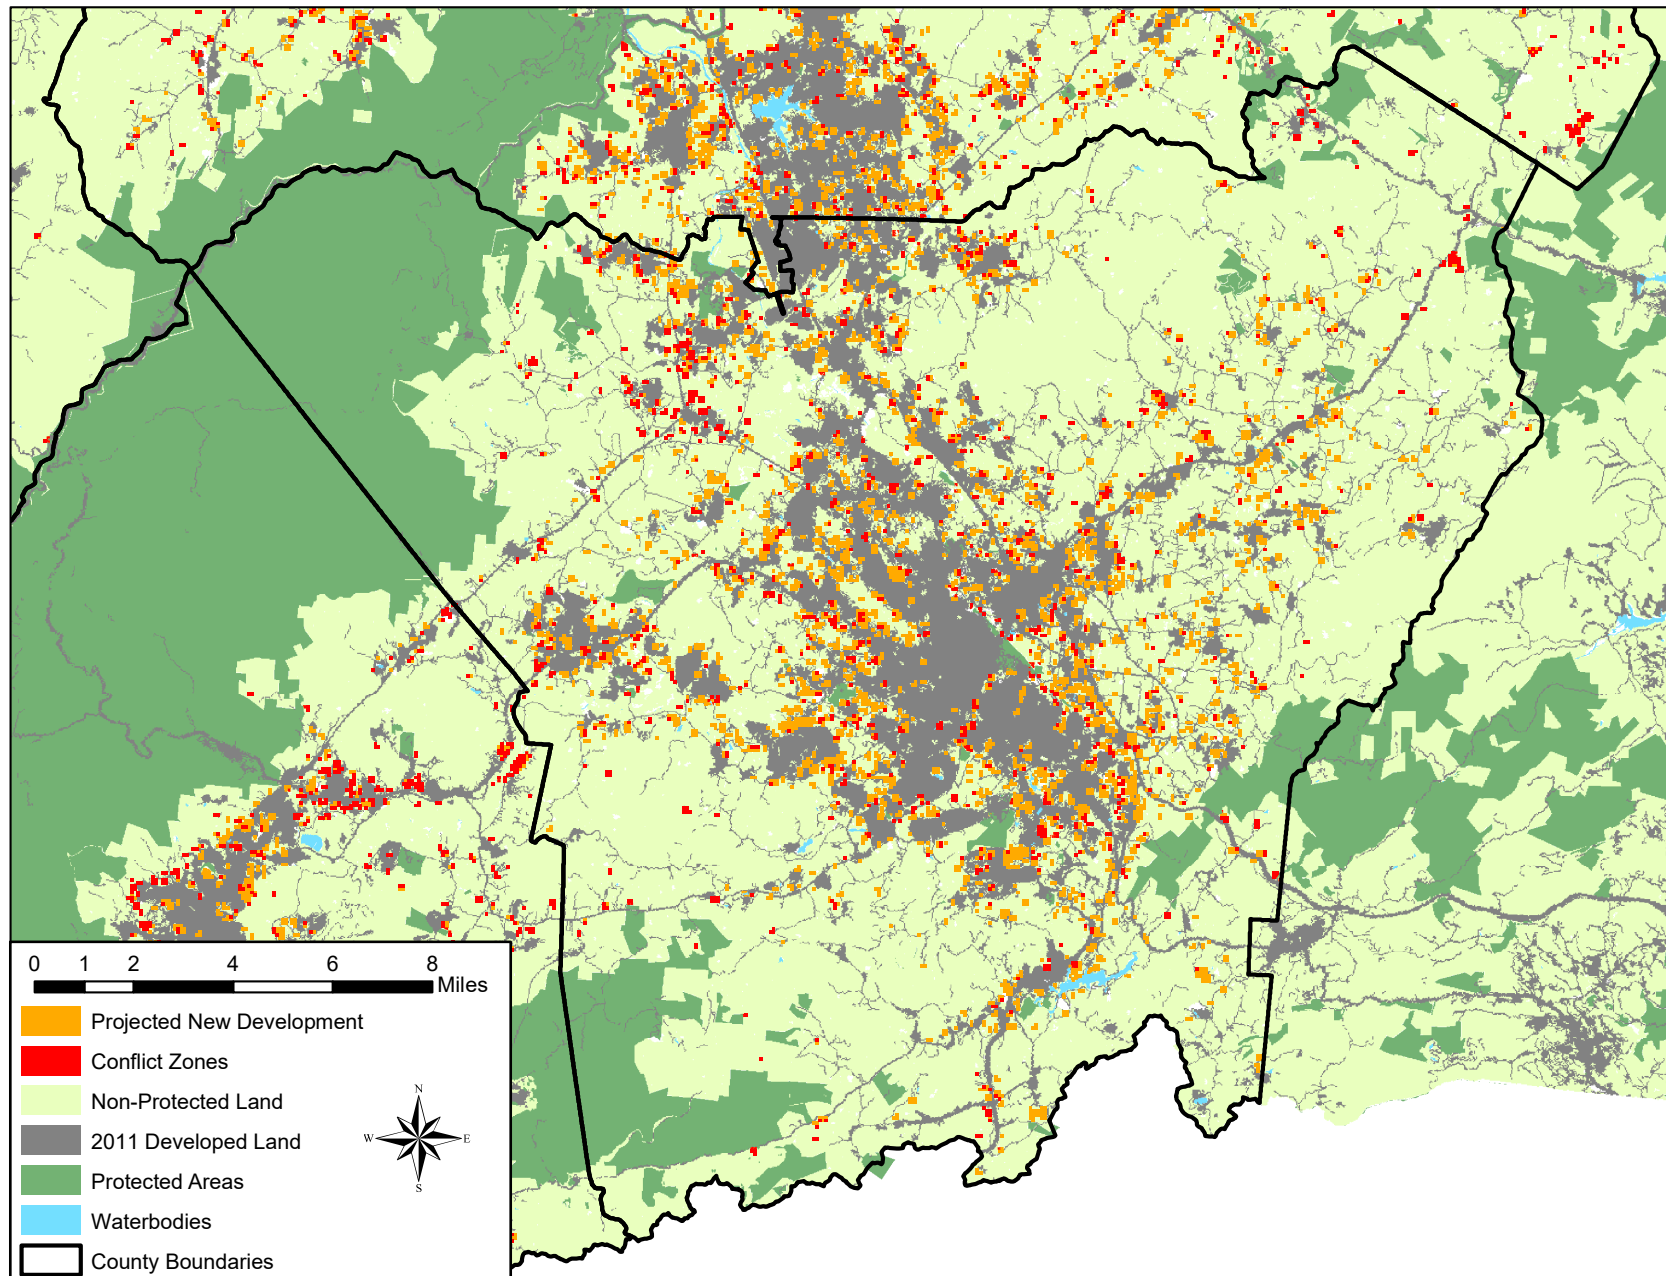 0 1 2 4 6 8
Miles
Projected New Development
Conflict Zones
Non-Protected Land
2011 Developed Land
Protected Areas
Waterbodies
County Boundaries
N
W E
S